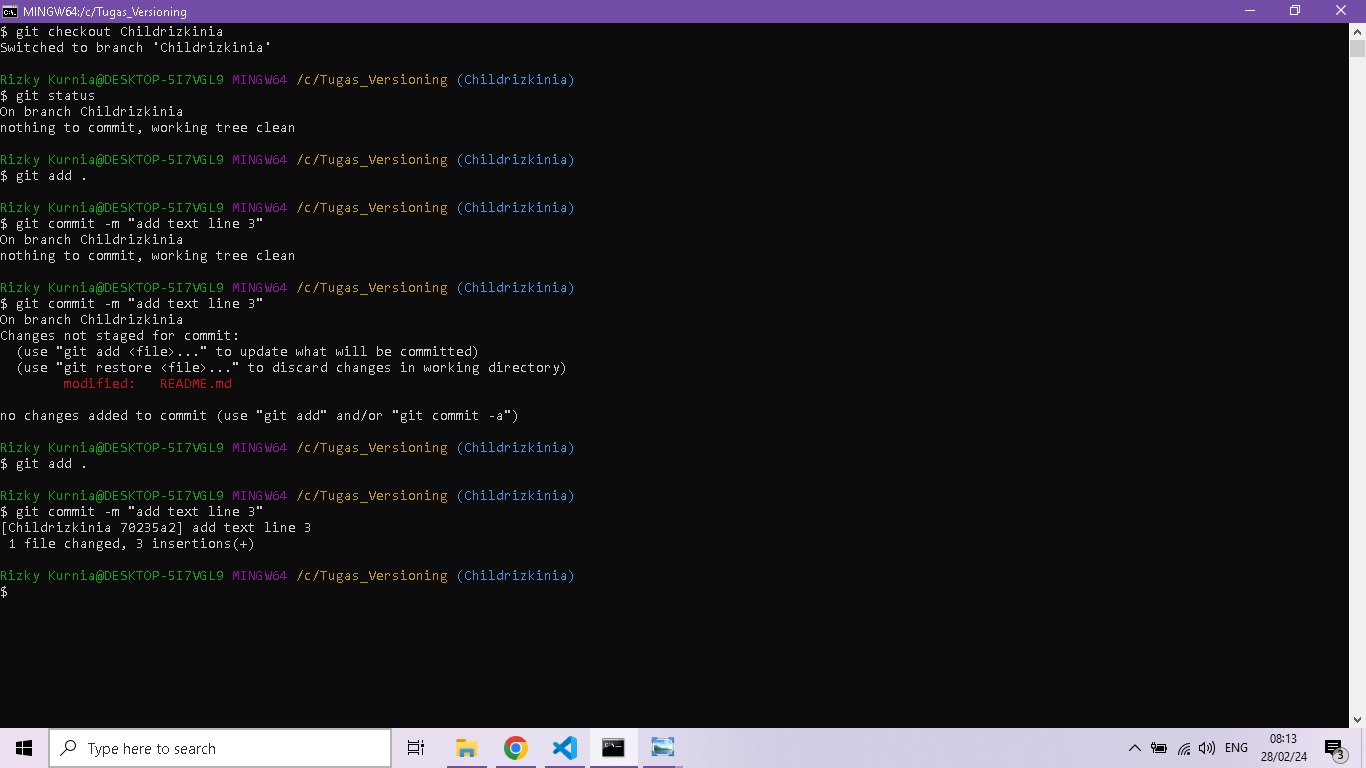 MINGW64:/c/Tugas_Versioning
$ git checkout Childrizkinia
Switched to branch 'Childrizkinia'
Rizky Kurnia@DESKTOP-5I7VGL9 MINGW64 /c/Tugas_Versioning (Childrizkinia)
$ git status
On branch Childrizkinia
nothing to commit, working tree clean
Rizky Kurnia@DESKTOP-5I7VGL9 MINGW64 /c/Tugas_Versioning (Childrizkinia)
$ git add .
Rizky Kurnia@DESKTOP-5I7VGL9 MINGW64 /c/Tugas_Versioning (Childrizkinia)
$ git commit -m "add text line 3"
On branch Childrizkinia
nothing to commit, working tree clean
Rizky Kurnia@DESKTOP-5I7VGL9 MINGW64 /c/Tugas_Versioning (Childrizkinia)
$ git commit -m "add text line 3"
On branch Childrizkinia
Changes not staged for commit:
  (use "git add <file>..." to update what will be committed)
  (use "git restore <file>..." to discard changes in working directory)
        modified:   README.md
no changes added to commit (use "git add" and/or "git commit -a")
Rizky Kurnia@DESKTOP-5I7VGL9 MINGW64 /c/Tugas_Versioning (Childrizkinia)
$ git add .
Rizky Kurnia@DESKTOP-5I7VGL9 MINGW64 /c/Tugas_Versioning (Childrizkinia)
$ git commit -m "add text line 3"
[Childrizkinia 70235a2] add text line 3
 1 file changed, 3 insertions(+)
Rizky Kurnia@DESKTOP-5I7VGL9 MINGW64 /c/Tugas_Versioning (Childrizkinia)
$
Type here to search
ENG
08:13
28/02/24
3